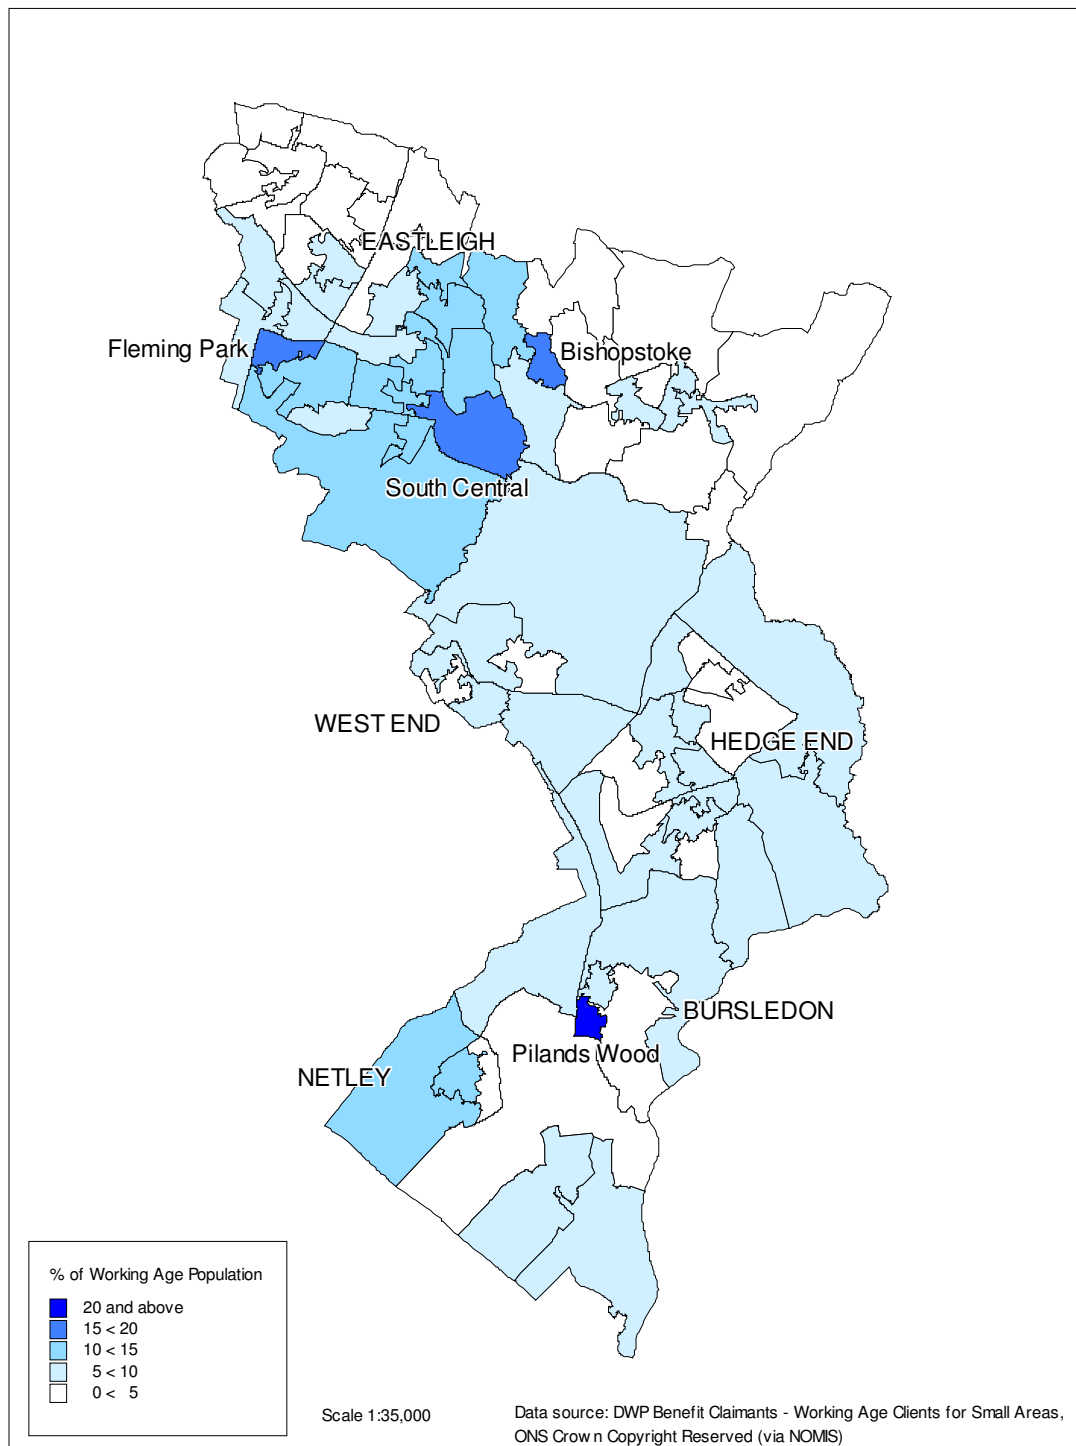 EASTLEIGH
Fleming Park
Bishopstoke
South Central
WEST END
HEDGE END
BURSLEDON
Pilands Wood
NETLEY
% of Working Age Population
20 and above
15 < 20
10 < 15
5 < 10
0 < 5
Scale 1:35,000
Data source: DWP Benefit Claimants - Working Age Clients for Small Areas,
ONS Crown Copyright Reserved (via NOMIS)